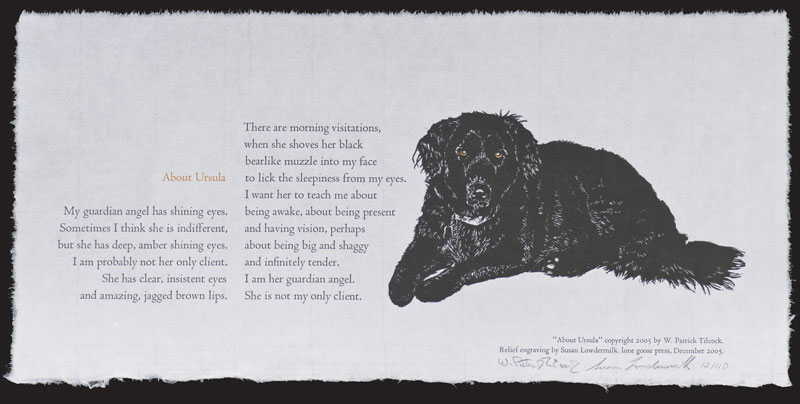 About Ursula
My guardian angel has shining eyes.
Sometimes I think she is indifferent,
but she has deep, amber shining eyes.
I am probably not her only client.
She has clear, insistent eyes
and amazing, jagged brown lips.
There are morning visitations,
when she shoves her black
bearlike muzzle into my face
to lick the sleepiness from my eyes.
I want her to teach me about
being awake, about being present
and having vision, perhaps
about being big and shaggy
and infinitely tender.
I am her guardian angel.
She is not my only client.
"About Ursula" copyright 2005 by W. Patrick Tilcock.
Relief engraving by Susan Lowdermilk. lone goose press, December 2005.
Susan Lowdermilk